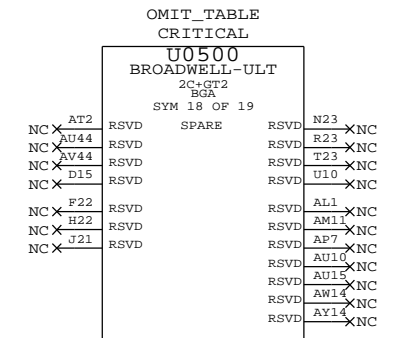 OMIT_TABLE
CRITICAL
U0500
BROADWELL-ULT
2C+GT2
BGA
SYM 18 OF 19
SPARE
NC AT2 RSVD
NC AU44 RSVD
NC AV44 RSVD
NC D15 RSVD
NC F22 RSVD
NC H22 RSVD
NC J21 RSVD
RSVD N23 NC
RSVD R23 NC
RSVD T23 NC
RSVD U10 NC
RSVD AL1 NC
RSVD AM11 NC
RSVD AP7 NC
RSVD AU10 NC
RSVD AU15 NC
RSVD AW14 NC
RSVD AY14 NC